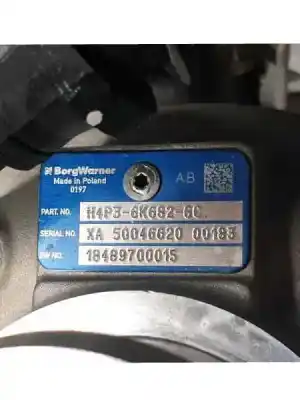 BorgWarner
Made in Poland
0197
AB
PART. NO. H4P3-6K682-GC
SERIAL NO. XA 50046620 00183
BW NO. 18489700015